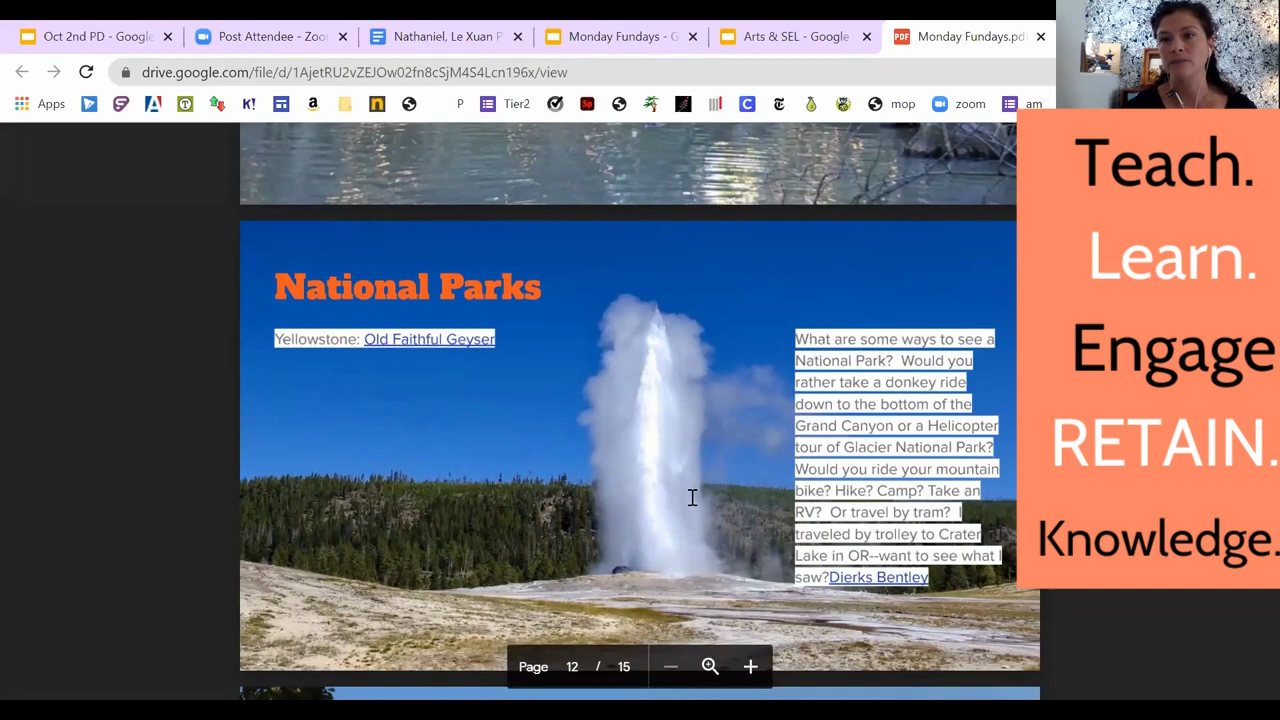 Oct 2nd PD - Google
Post Attendee - Zoo
Nathaniel, Le Xuan P
Monday Fundays - G
Arts & SEL - Google
Monday Fundays.pd
drive.google.com/file/d/1AjetRU2vZEJOw02fn8cSjM4S4Lcn196x/view
Apps
P
Tier2
mop
zoom
am
National Parks
Yellowstone: Old Faithful Geyser
What are some ways to see a
National Park? Would you
rather take a donkey ride
down to the bottom of the
Grand Canyon or a Helicopter
tour of Glacier National Park?
Would you ride your mountain
bike? Hike? Camp? Take an
RV? Or travel by tram? I
traveled by trolley to Crater
Lake in OR--want to see what I
saw?Dierks Bentley
Teach.
Learn.
Engage
RETAIN.
Knowledge.
Page 12 / 15